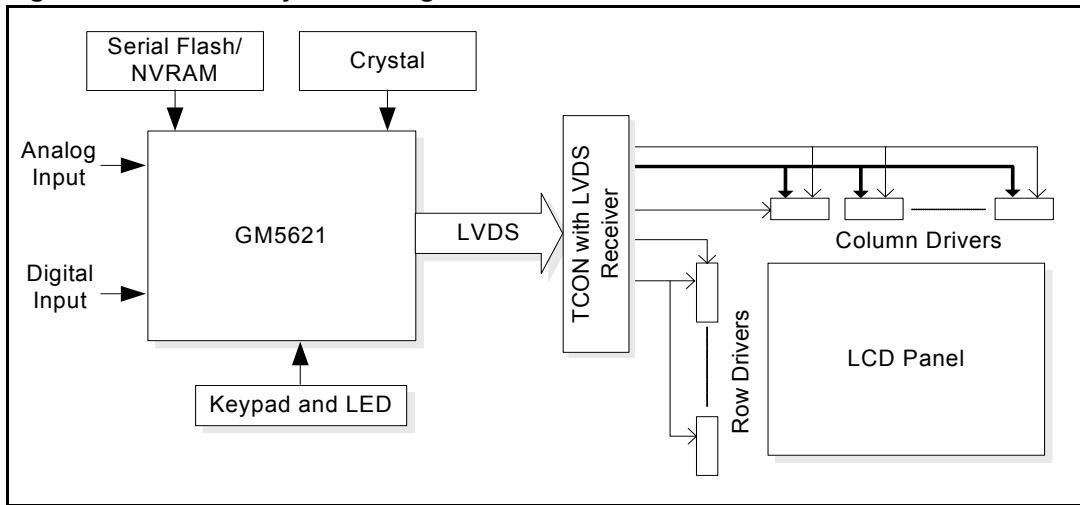 Serial Flash/
NVRAM
Crystal
Analog
Input
GM5621
Digital
Input
LVDS
TCON with LVDS
Receiver
Column Drivers
Row Drivers
LCD Panel
Keypad and LED